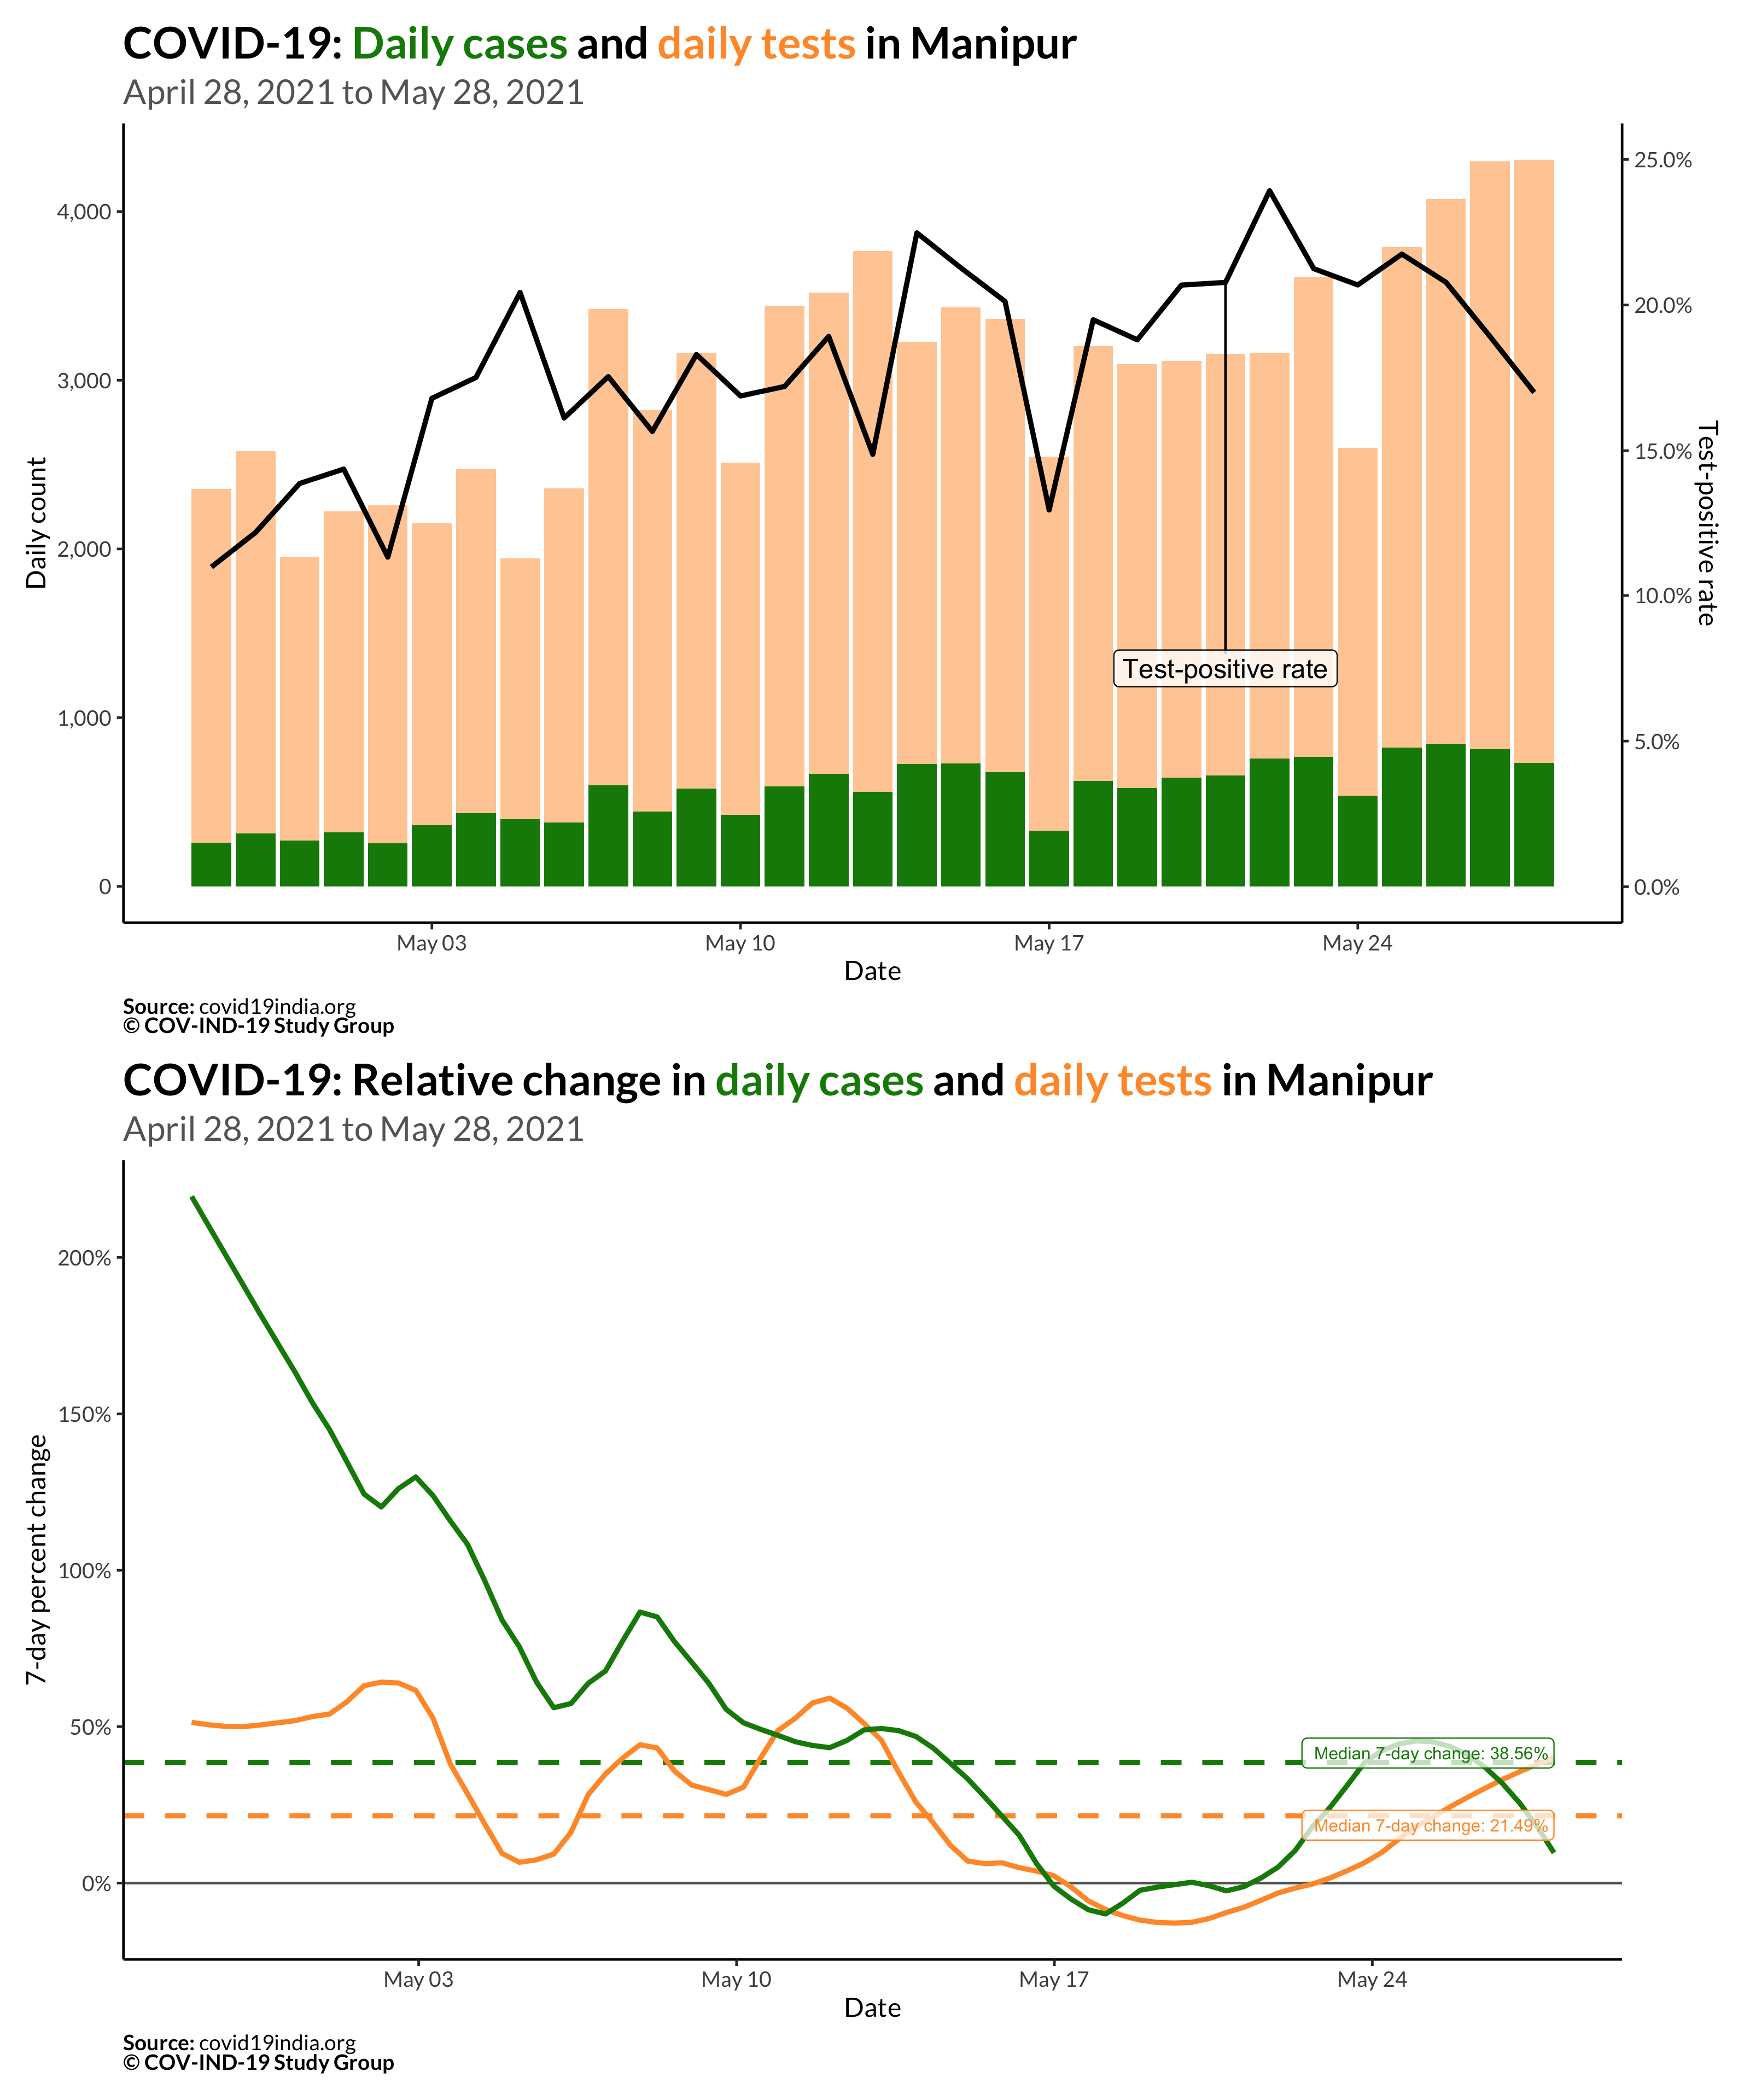 COVID-19: Daily cases and daily tests in Manipur
April 28, 2021 to May 28, 2021
4,000
3,000
2,000
1,000
0
Daily count
25.0%
20.0%
15.0%
10.0%
5.0%
0.0%
Test-positive rate
Test-positive rate
May 03
May 10
May 17
May 24
Date
Source: covid19india.org
© COV-IND-19 Study Group
COVID-19: Relative change in daily cases and daily tests in Manipur
April 28, 2021 to May 28, 2021
200%
150%
100%
50%
0%
7-day percent change
Median 7-day change: 38.56%
Median 7-day change: 21.49%
May 03
May 10
May 17
May 24
Date
Source: covid19india.org
© COV-IND-19 Study Group